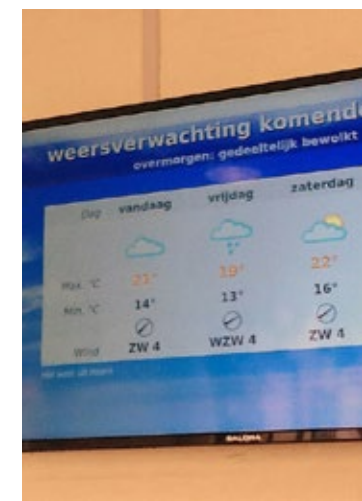 weersverwachting komende
overmorgen: gedeeltelijk bewolkt
Dag vandaag vrijdag zaterdag
Max. °C 21° 19° 22°
Min. °C 14° 13° 16°
Wind ZW 4 WZW 4 ZW 4
SALORA